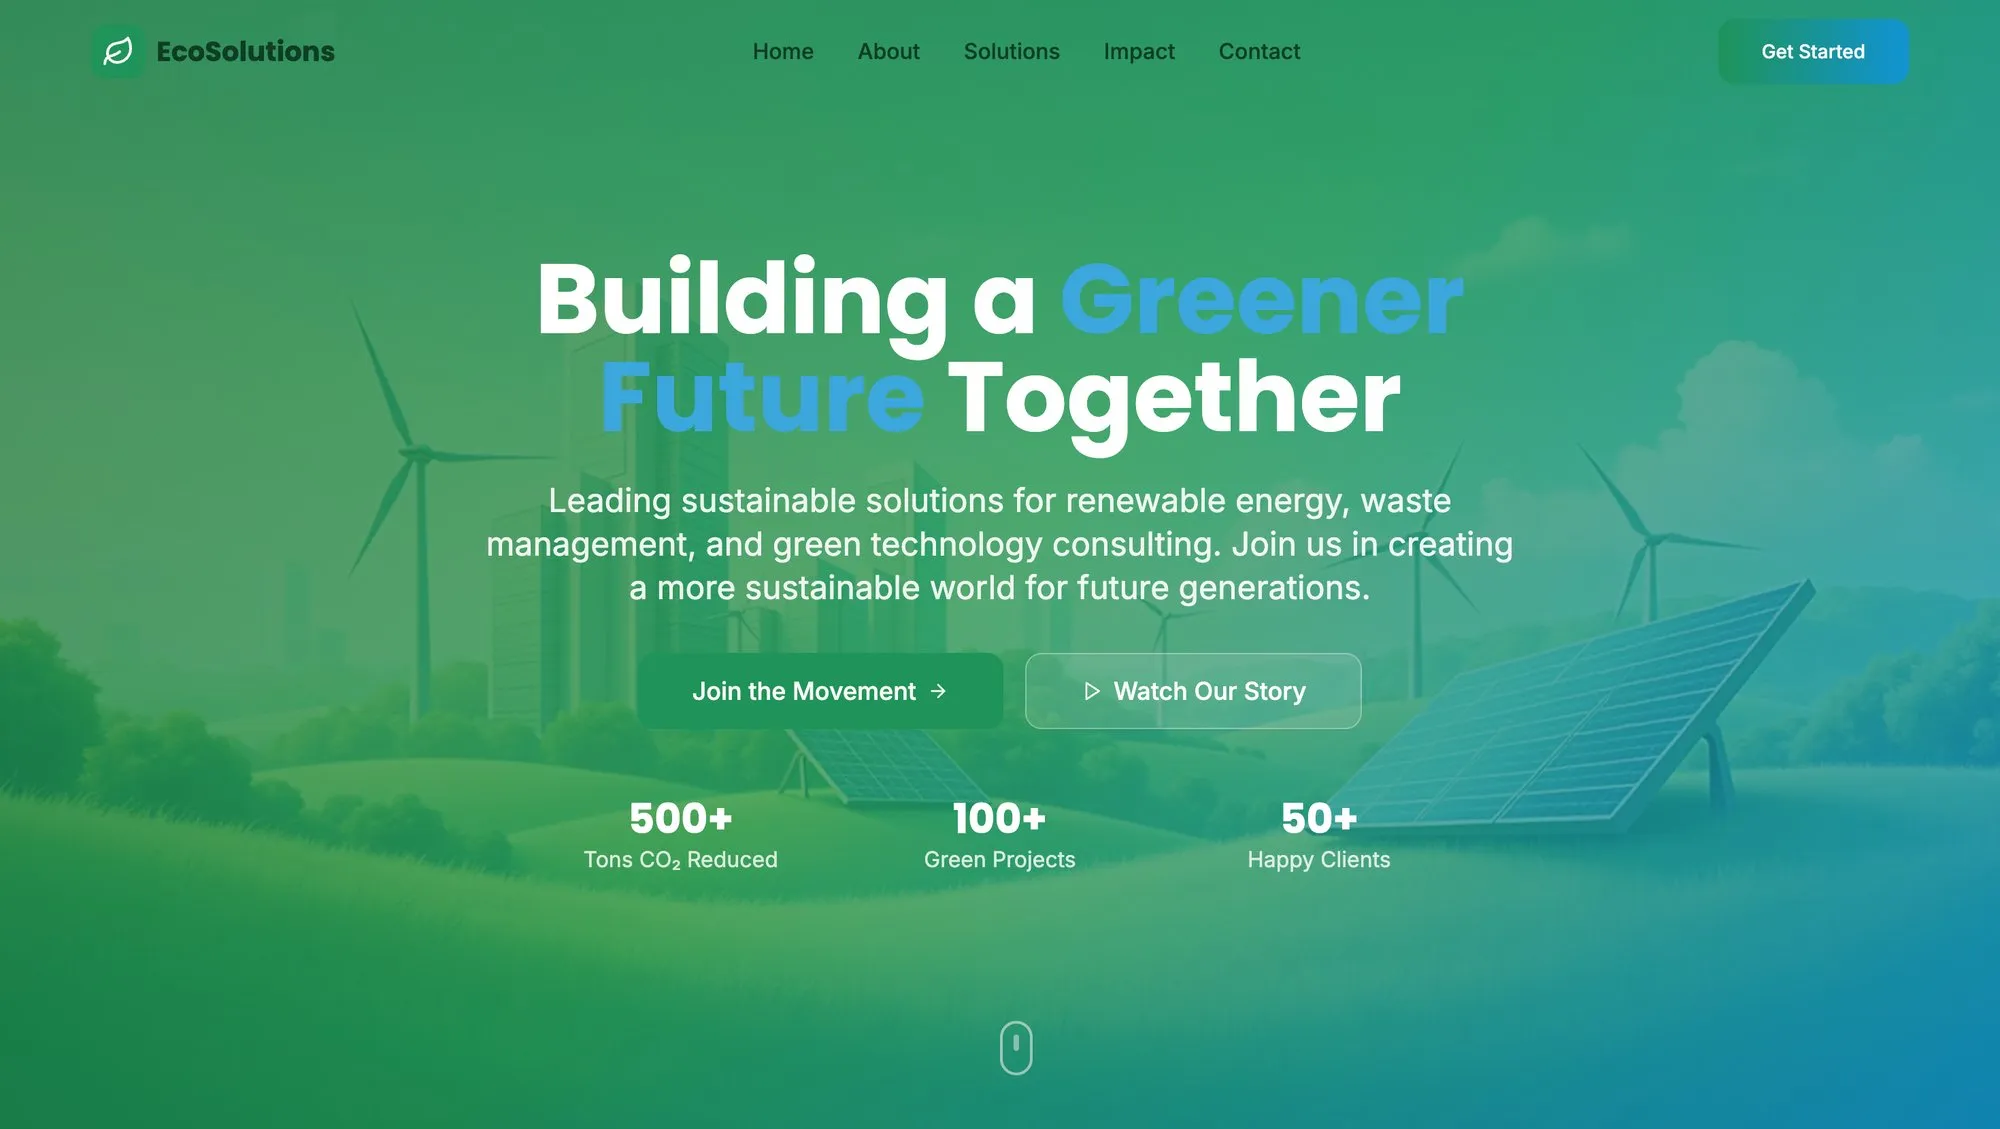 EcoSolutions
Home
About
Solutions
Impact
Contact
Get Started
Building a Greener
Future Together
Leading sustainable solutions for renewable energy, waste
management, and green technology consulting. Join us in creating
a more sustainable world for future generations.
Join the Movement →
Watch Our Story
500+
Tons CO₂ Reduced
100+
Green Projects
50+
Happy Clients